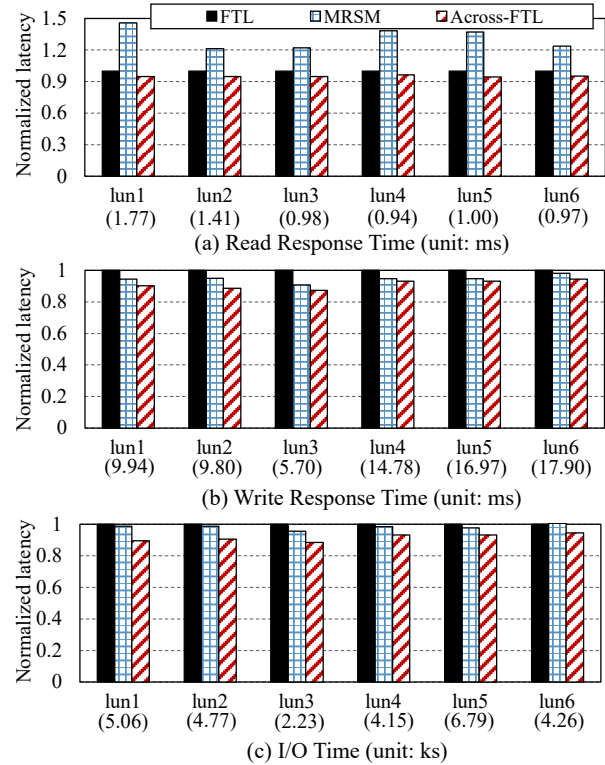 FTL MRSM Across-FTL
Normalized latency
1.5
1.2
0.9
0.6
0.3
0
lun1 lun2 lun3 lun4 lun5 lun6
(1.77) (1.41) (0.98) (0.94) (1.00) (0.97)
(a) Read Response Time (unit: ms)
Normalized latency
1
0.8
0.6
0.4
0.2
0
lun1 lun2 lun3 lun4 lun5 lun6
(9.94) (9.80) (5.70) (14.78) (16.97) (17.90)
(b) Write Response Time (unit: ms)
Normalized latency
1
0.8
0.6
0.4
0.2
0
lun1 lun2 lun3 lun4 lun5 lun6
(5.06) (4.77) (2.23) (4.15) (6.79) (4.26)
(c) I/O Time (unit: ks)